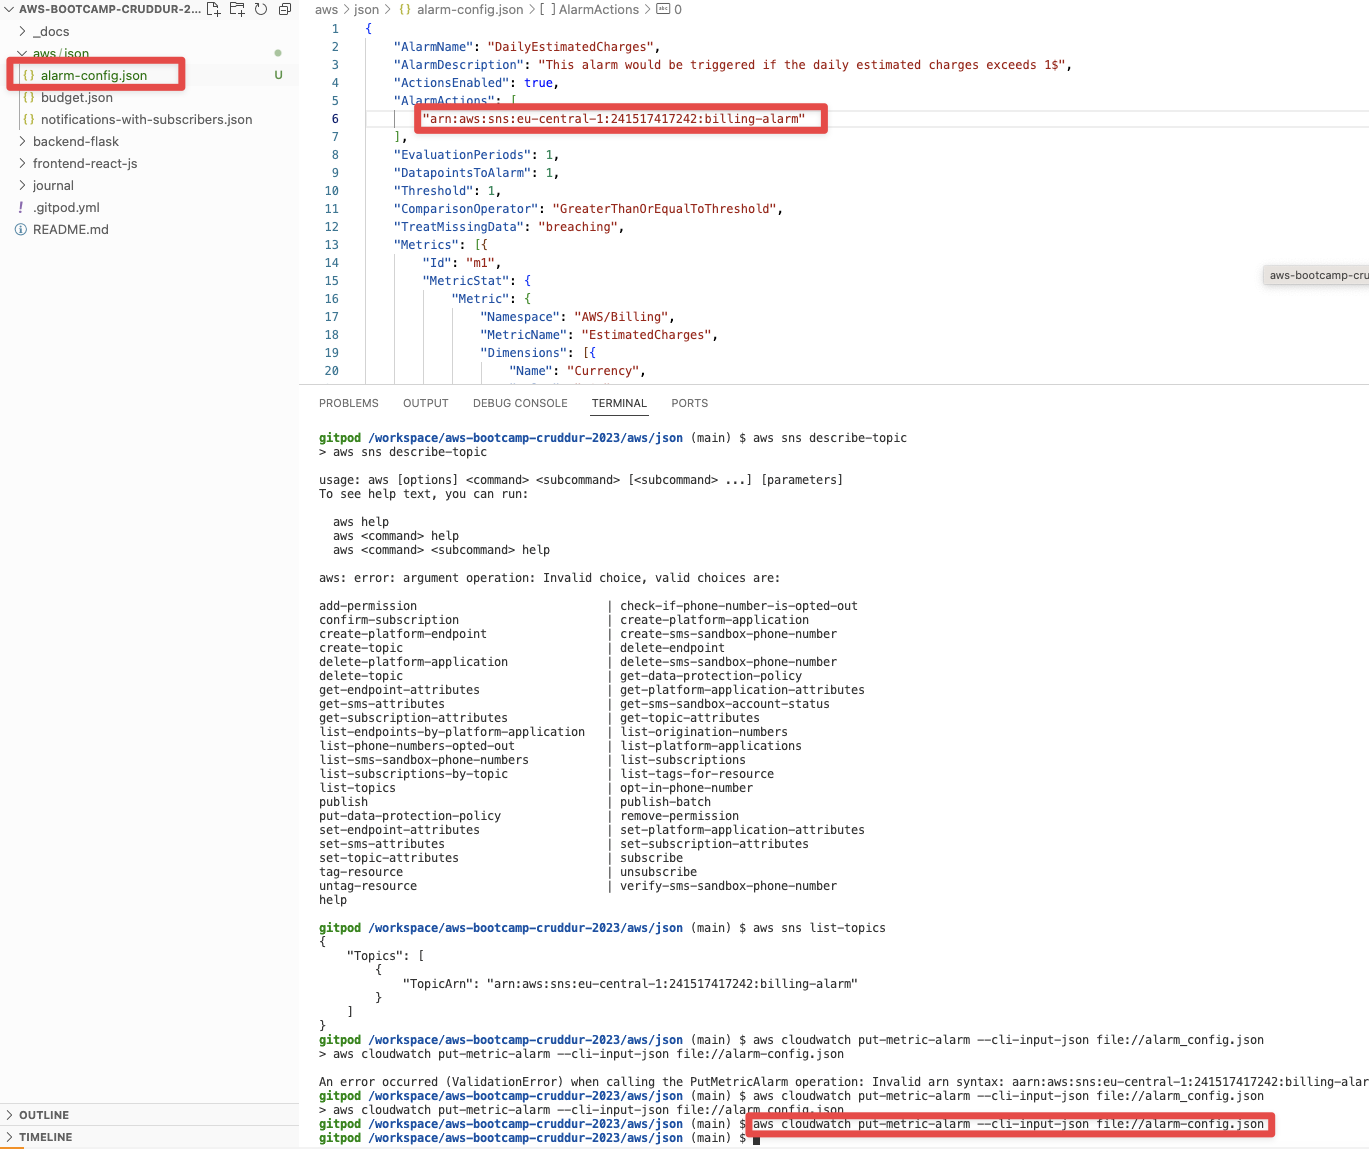 AWS-BOOTCAMP-CRUDDUR-2...
_docs
aws/json
alarm-config.json U
budget.json
notifications-with-subscribers.json
backend-flask
frontend-react-js
journal
.gitpod.yml
README.md
OUTLINE
TIMELINE
aws > json > {} alarm-config.json > [ ] AlarmActions > abc 0
1 {
2 "AlarmName": "DailyEstimatedCharges",
3 "AlarmDescription": "This alarm would be triggered if the daily estimated charges exceeds 1$",
4 "ActionsEnabled": true,
5 "AlarmActions": [
6 "arn:aws:sns:eu-central-1:241517417242:billing-alarm"
7 ],
8 "EvaluationPeriods": 1,
9 "DatapointsToAlarm": 1,
10 "Threshold": 1,
11 "ComparisonOperator": "GreaterThanOrEqualToThreshold",
12 "TreatMissingData": "breaching",
13 "Metrics": [{
14 "Id": "m1",
15 "MetricStat": {
16 "Metric": {
17 "Namespace": "AWS/Billing",
18 "MetricName": "EstimatedCharges",
19 "Dimensions": [{
20 "Name": "Currency",
aws-bootcamp-cru
PROBLEMS OUTPUT DEBUG CONSOLE TERMINAL PORTS
gitpod /workspace/aws-bootcamp-cruddur-2023/aws/json (main) $ aws sns describe-topic
> aws sns describe-topic
usage: aws [options] <command> <subcommand> [<subcommand> ...] [parameters]
To see help text, you can run:
aws help
aws <command> help
aws <command> <subcommand> help
aws: error: argument operation: Invalid choice, valid choices are:
add-permission | check-if-phone-number-is-opted-out
confirm-subscription | create-platform-application
create-platform-endpoint | create-sms-sandbox-phone-number
create-topic | delete-endpoint
delete-platform-application | delete-sms-sandbox-phone-number
delete-topic | get-data-protection-policy
get-endpoint-attributes | get-platform-application-attributes
get-sms-attributes | get-sms-sandbox-account-status
get-subscription-attributes | get-topic-attributes
list-endpoints-by-platform-application | list-origination-numbers
list-phone-numbers-opted-out | list-platform-applications
list-sms-sandbox-phone-numbers | list-subscriptions
list-subscriptions-by-topic | list-tags-for-resource
list-topics | opt-in-phone-number
publish | publish-batch
put-data-protection-policy | remove-permission
set-endpoint-attributes | set-platform-application-attributes
set-sms-attributes | set-subscription-attributes
set-topic-attributes | subscribe
tag-resource | unsubscribe
untag-resource | verify-sms-sandbox-phone-number
help
gitpod /workspace/aws-bootcamp-cruddur-2023/aws/json (main) $ aws sns list-topics
{
"Topics": [
{
"TopicArn": "arn:aws:sns:eu-central-1:241517417242:billing-alarm"
}
]
}
gitpod /workspace/aws-bootcamp-cruddur-2023/aws/json (main) $ aws cloudwatch put-metric-alarm --cli-input-json file://alarm_config.json
> aws cloudwatch put-metric-alarm --cli-input-json file://alarm-config.json
An error occurred (ValidationError) when calling the PutMetricAlarm operation: Invalid arn syntax: aarn:aws:sns:eu-central-1:241517417242:billing-alar
gitpod /workspace/aws-bootcamp-cruddur-2023/aws/json (main) $ aws cloudwatch put-metric-alarm --cli-input-json file://alarm_config.json
> aws cloudwatch put-metric-alarm --cli-input-json file://alarm_config.json
gitpod /workspace/aws-bootcamp-cruddur-2023/aws/json (main) $ aws cloudwatch put-metric-alarm --cli-input-json file://alarm-config.json
gitpod /workspace/aws-bootcamp-cruddur-2023/aws/json (main) $